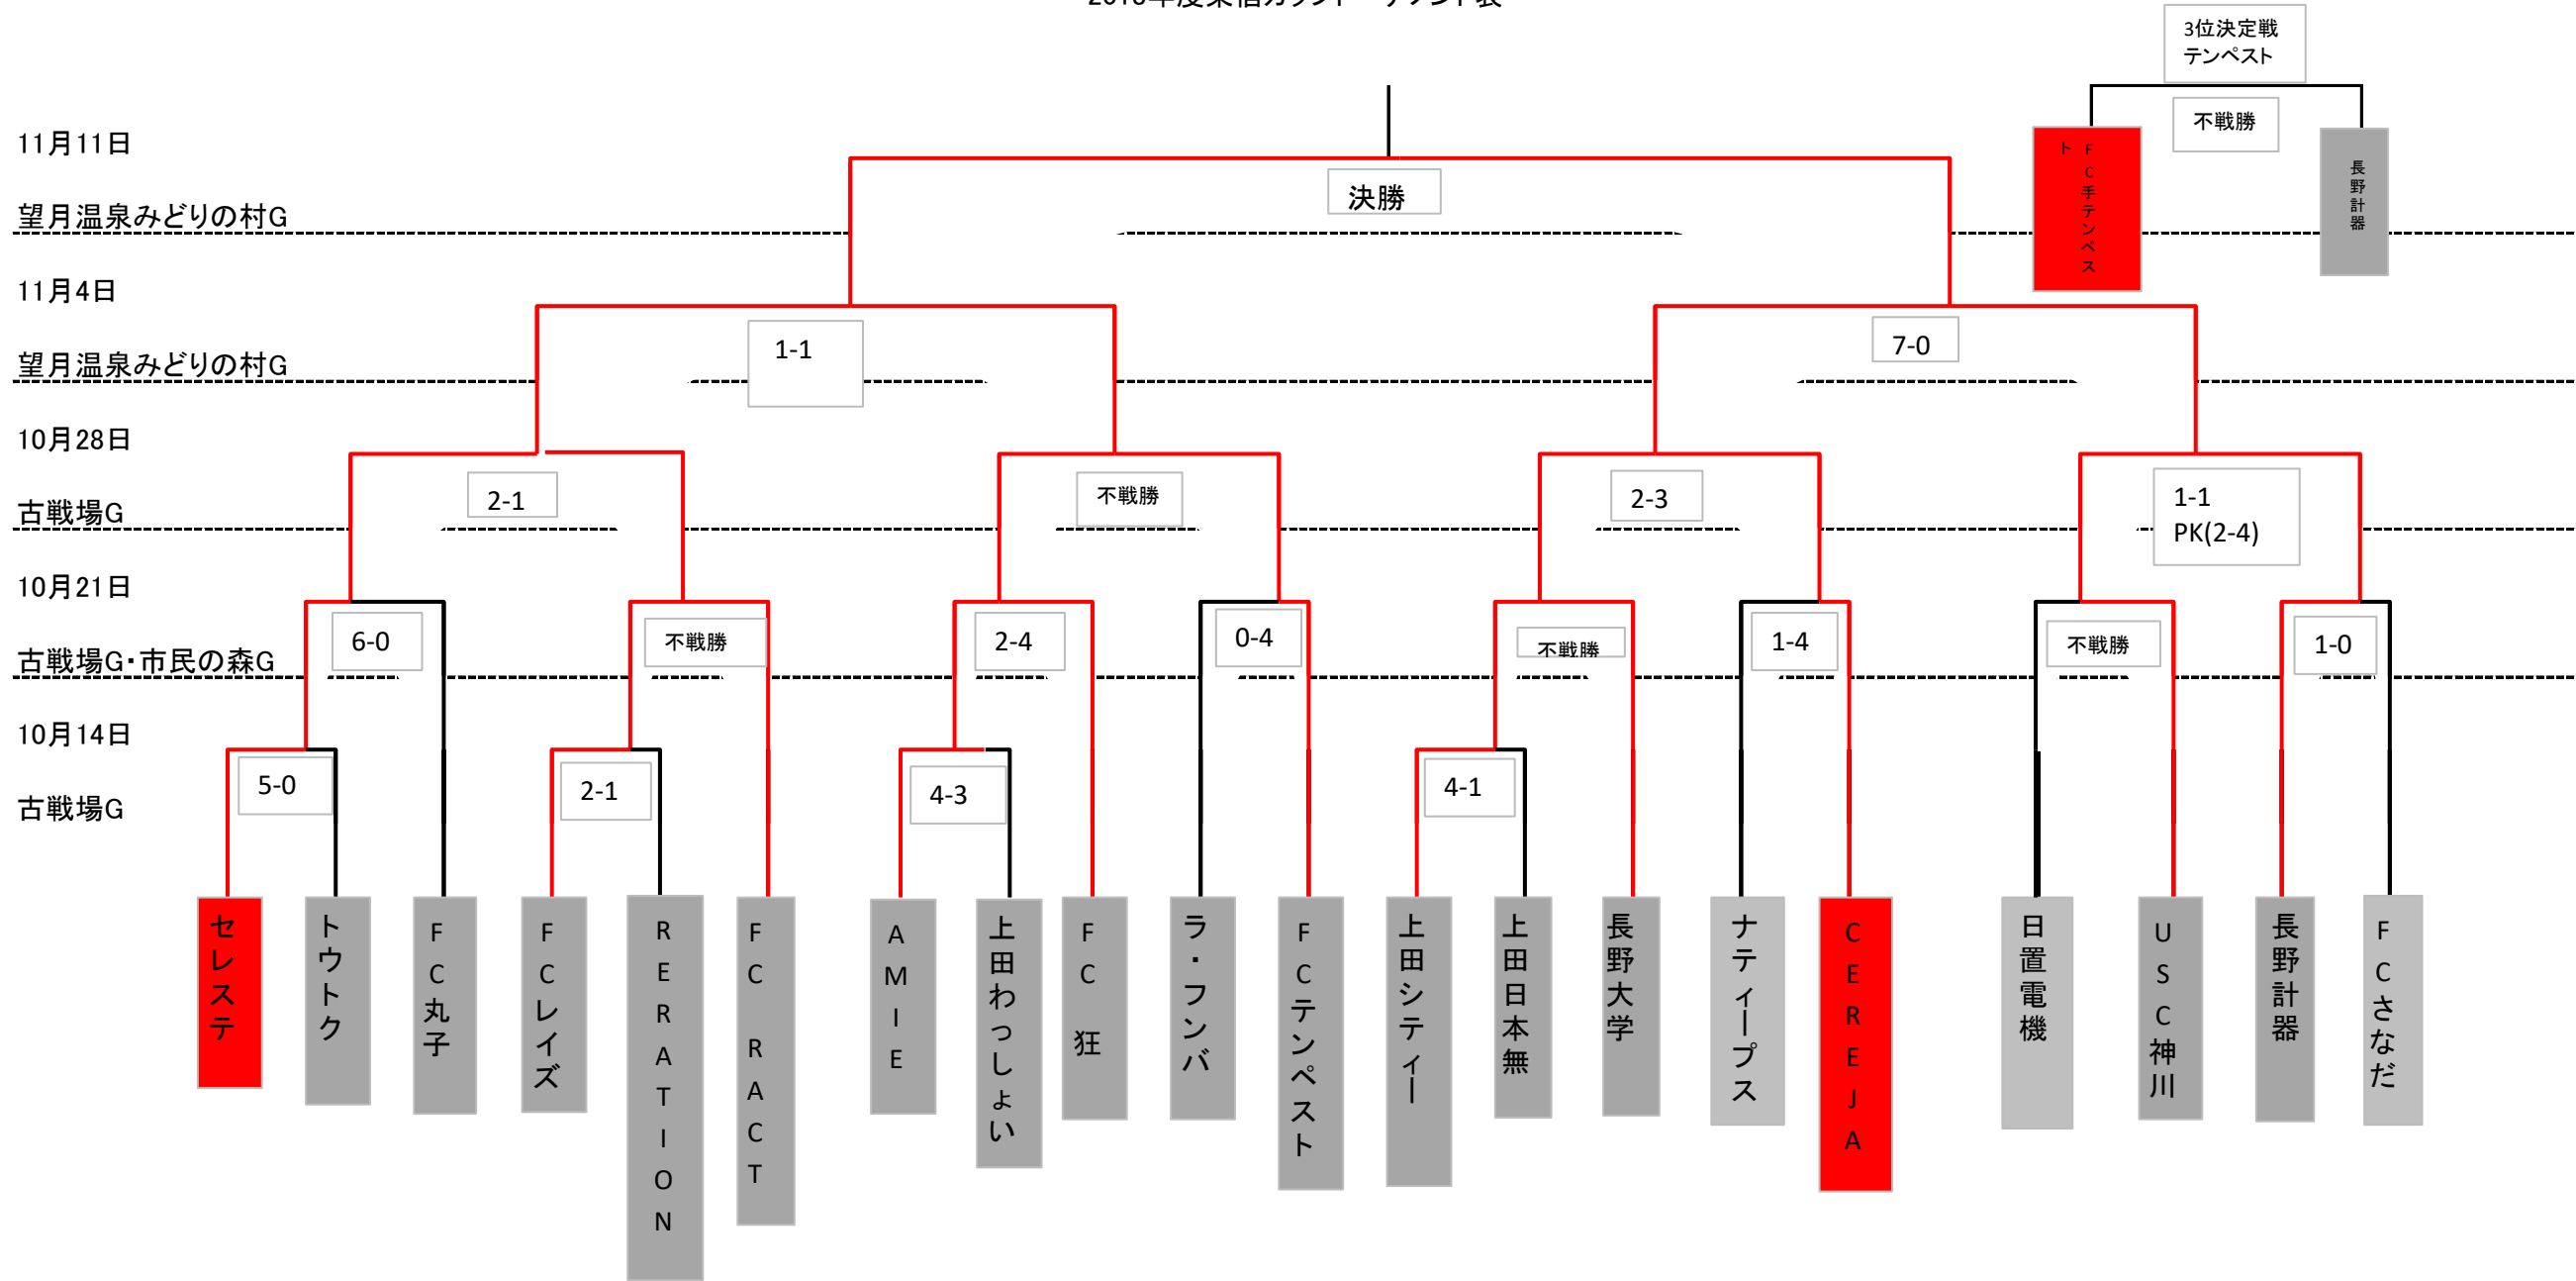 3位決定戦
テンペスト
不戦勝
FC手テンペスト
長野計器
11月11日
決勝
望月温泉みどりの村G
11月4日
1-1
7-0
望月温泉みどりの村G
10月28日
2-1
不戦勝
2-3
1-1
PK(2-4)
古戦場G
10月21日
6-0
不戦勝
2-4
0-4
不戦勝
1-4
不戦勝
1-0
古戦場G・市民の森G
10月14日
5-0
2-1
4-3
4-1
古戦場G
セレステ
トウトク
FC丸子
FCレイズ
RERATION
FC RACT
AMIE
上田わっしょい
FC 狂
ラ・フンバ
FCテンペスト
上田シティー
上田日本無
長野大学
ナティープス
CEREJA
日置電機
USC神川
長野計器
FCさなだ